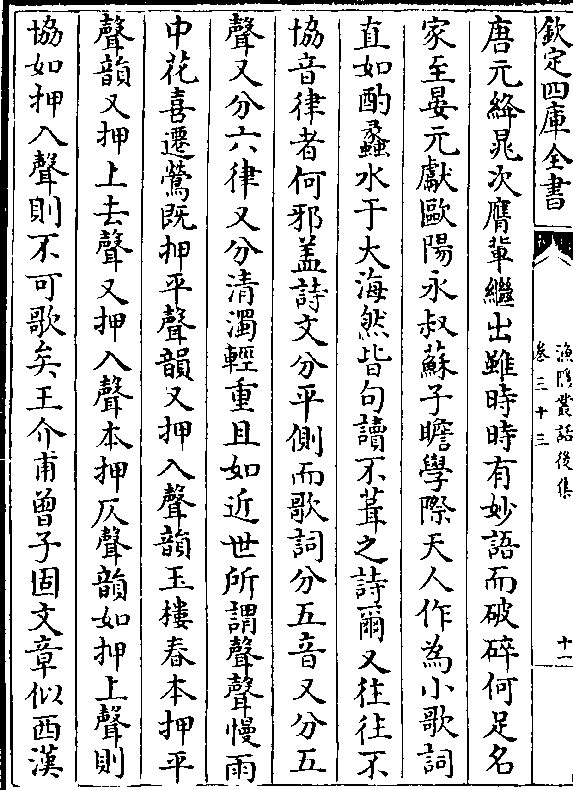 欽定四庫全書
漁隱叢話後集
卷三十三
十一
唐元絳晁次膺輩繼出雖時時有妙語而破碎何足名
家至晏元獻歐陽永叔蘇子瞻學際天人作為小歌詞
直如酌蠡水于大海然皆句讀不葺之詩爾又往往不
協音律者何邪盖詩文分平側而歌詞分五音又分五
聲又分六律又分清濁輕重且如近世所謂聲聲慢雨
中花喜遷鶯既押平聲韻又押入聲韻玉樓春本押平
聲韻又押上去聲又押入聲本押仄聲韻如押上聲則
協如押入聲則不可歌矣王介甫曾子固文章似西漢